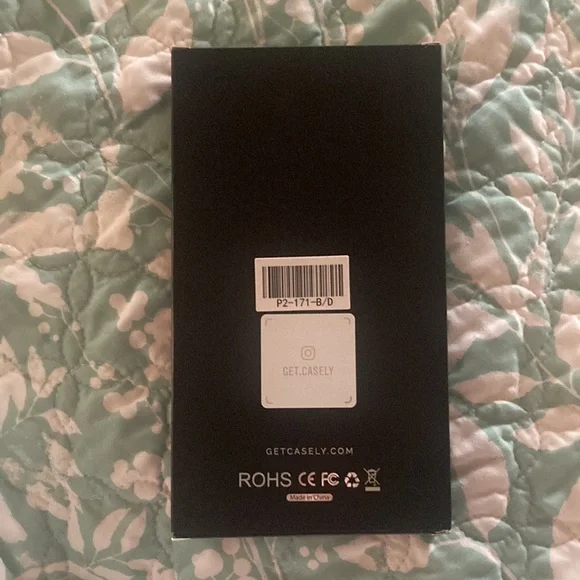 P2-171-B/D
GET.CASELY
GETCASELY.COM
ROHS CE FC
Made in China